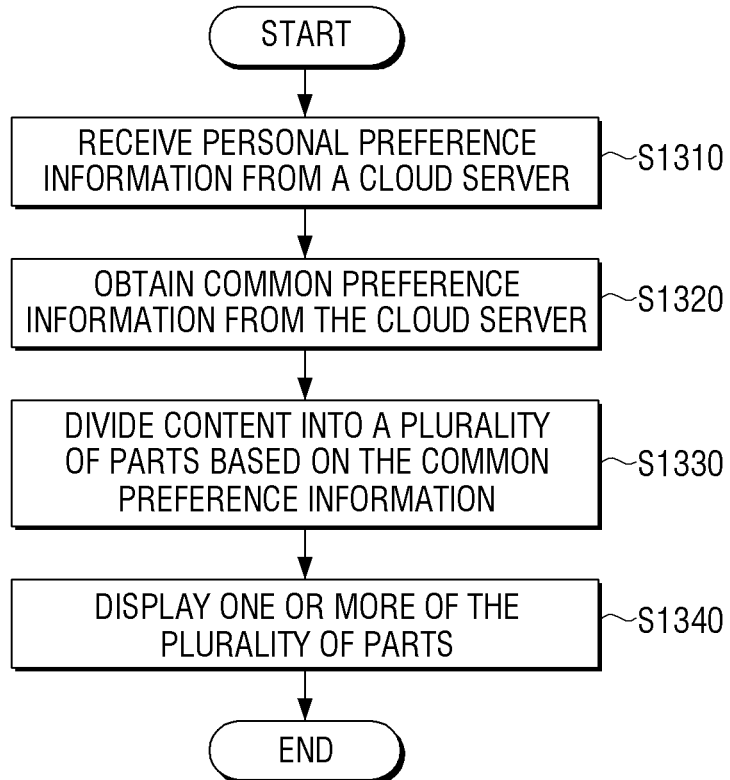 START
RECEIVE PERSONAL PREFERENCE
INFORMATION FROM A CLOUD SERVER
S1310
OBTAIN COMMON PREFERENCE
INFORMATION FROM THE CLOUD SERVER
S1320
DIVIDE CONTENT INTO A PLURALITY
OF PARTS BASED ON THE COMMON
PREFERENCE INFORMATION
S1330
DISPLAY ONE OR MORE OF THE
PLURALITY OF PARTS
S1340
END